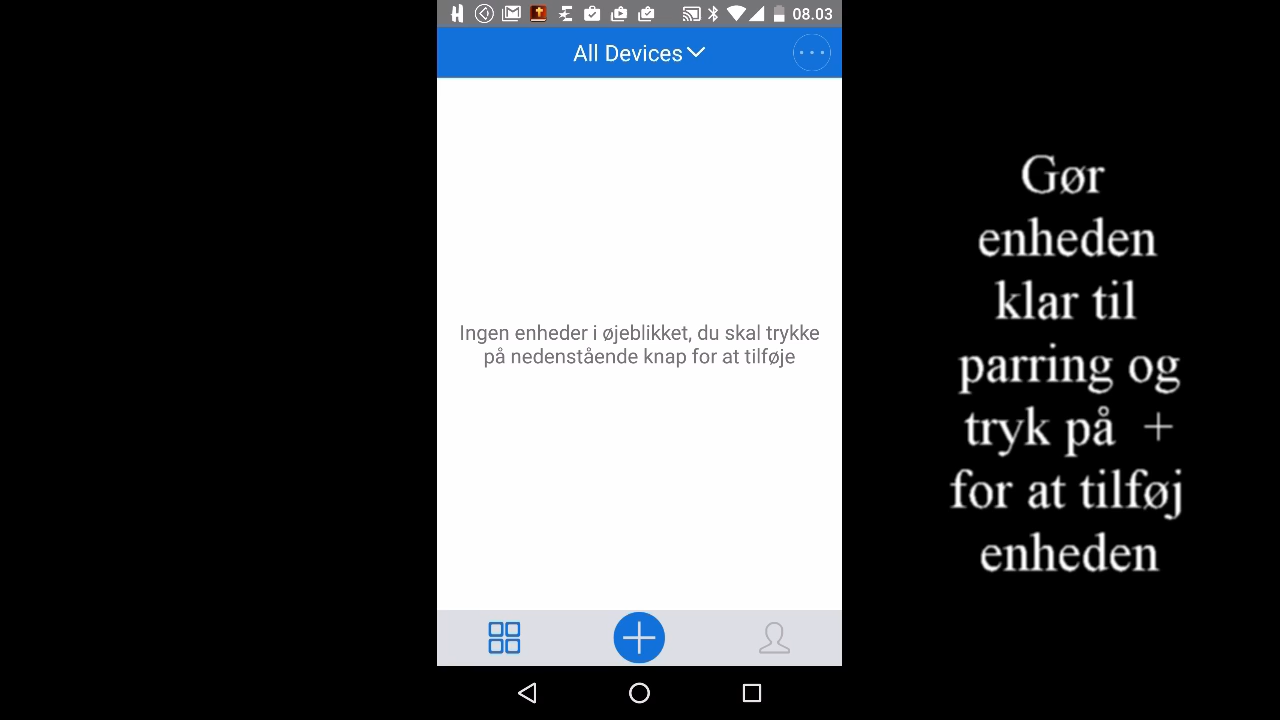 08.03
All Devices
Ingen enheder i øjeblikket, du skal trykke
på nedenstående knap for at tilføje
Gør
enheden
klar til
parring og
tryk på +
for at tilføj
enheden